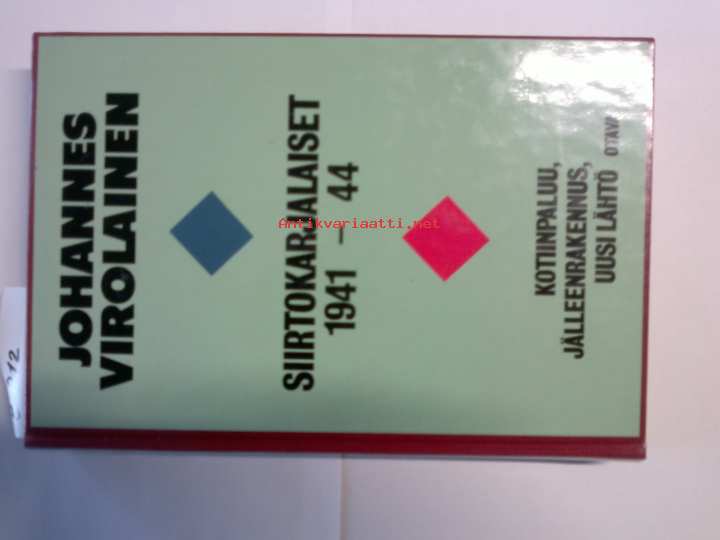 JOHANNES
VIROLAINEN
SIIRTOKARJALAISET
1941 – 44
Antikvariaatti.net
KOTIINPALUU,
JÄLLEENRAKENNUS,
UUSI LÄHTÖ
OTAVA